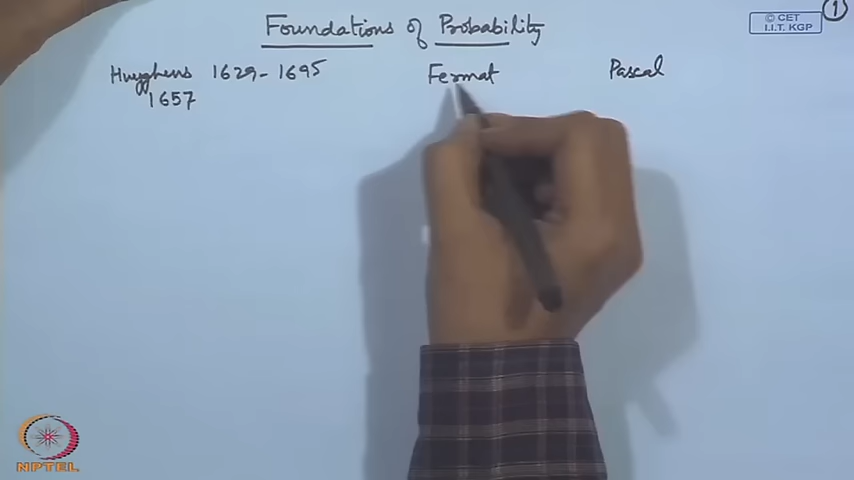 Foundations of Probability
© CET
I.I.T. KGP
1
Huyghens 1629 - 1695 Fermat Pascal
1657
NPTEL